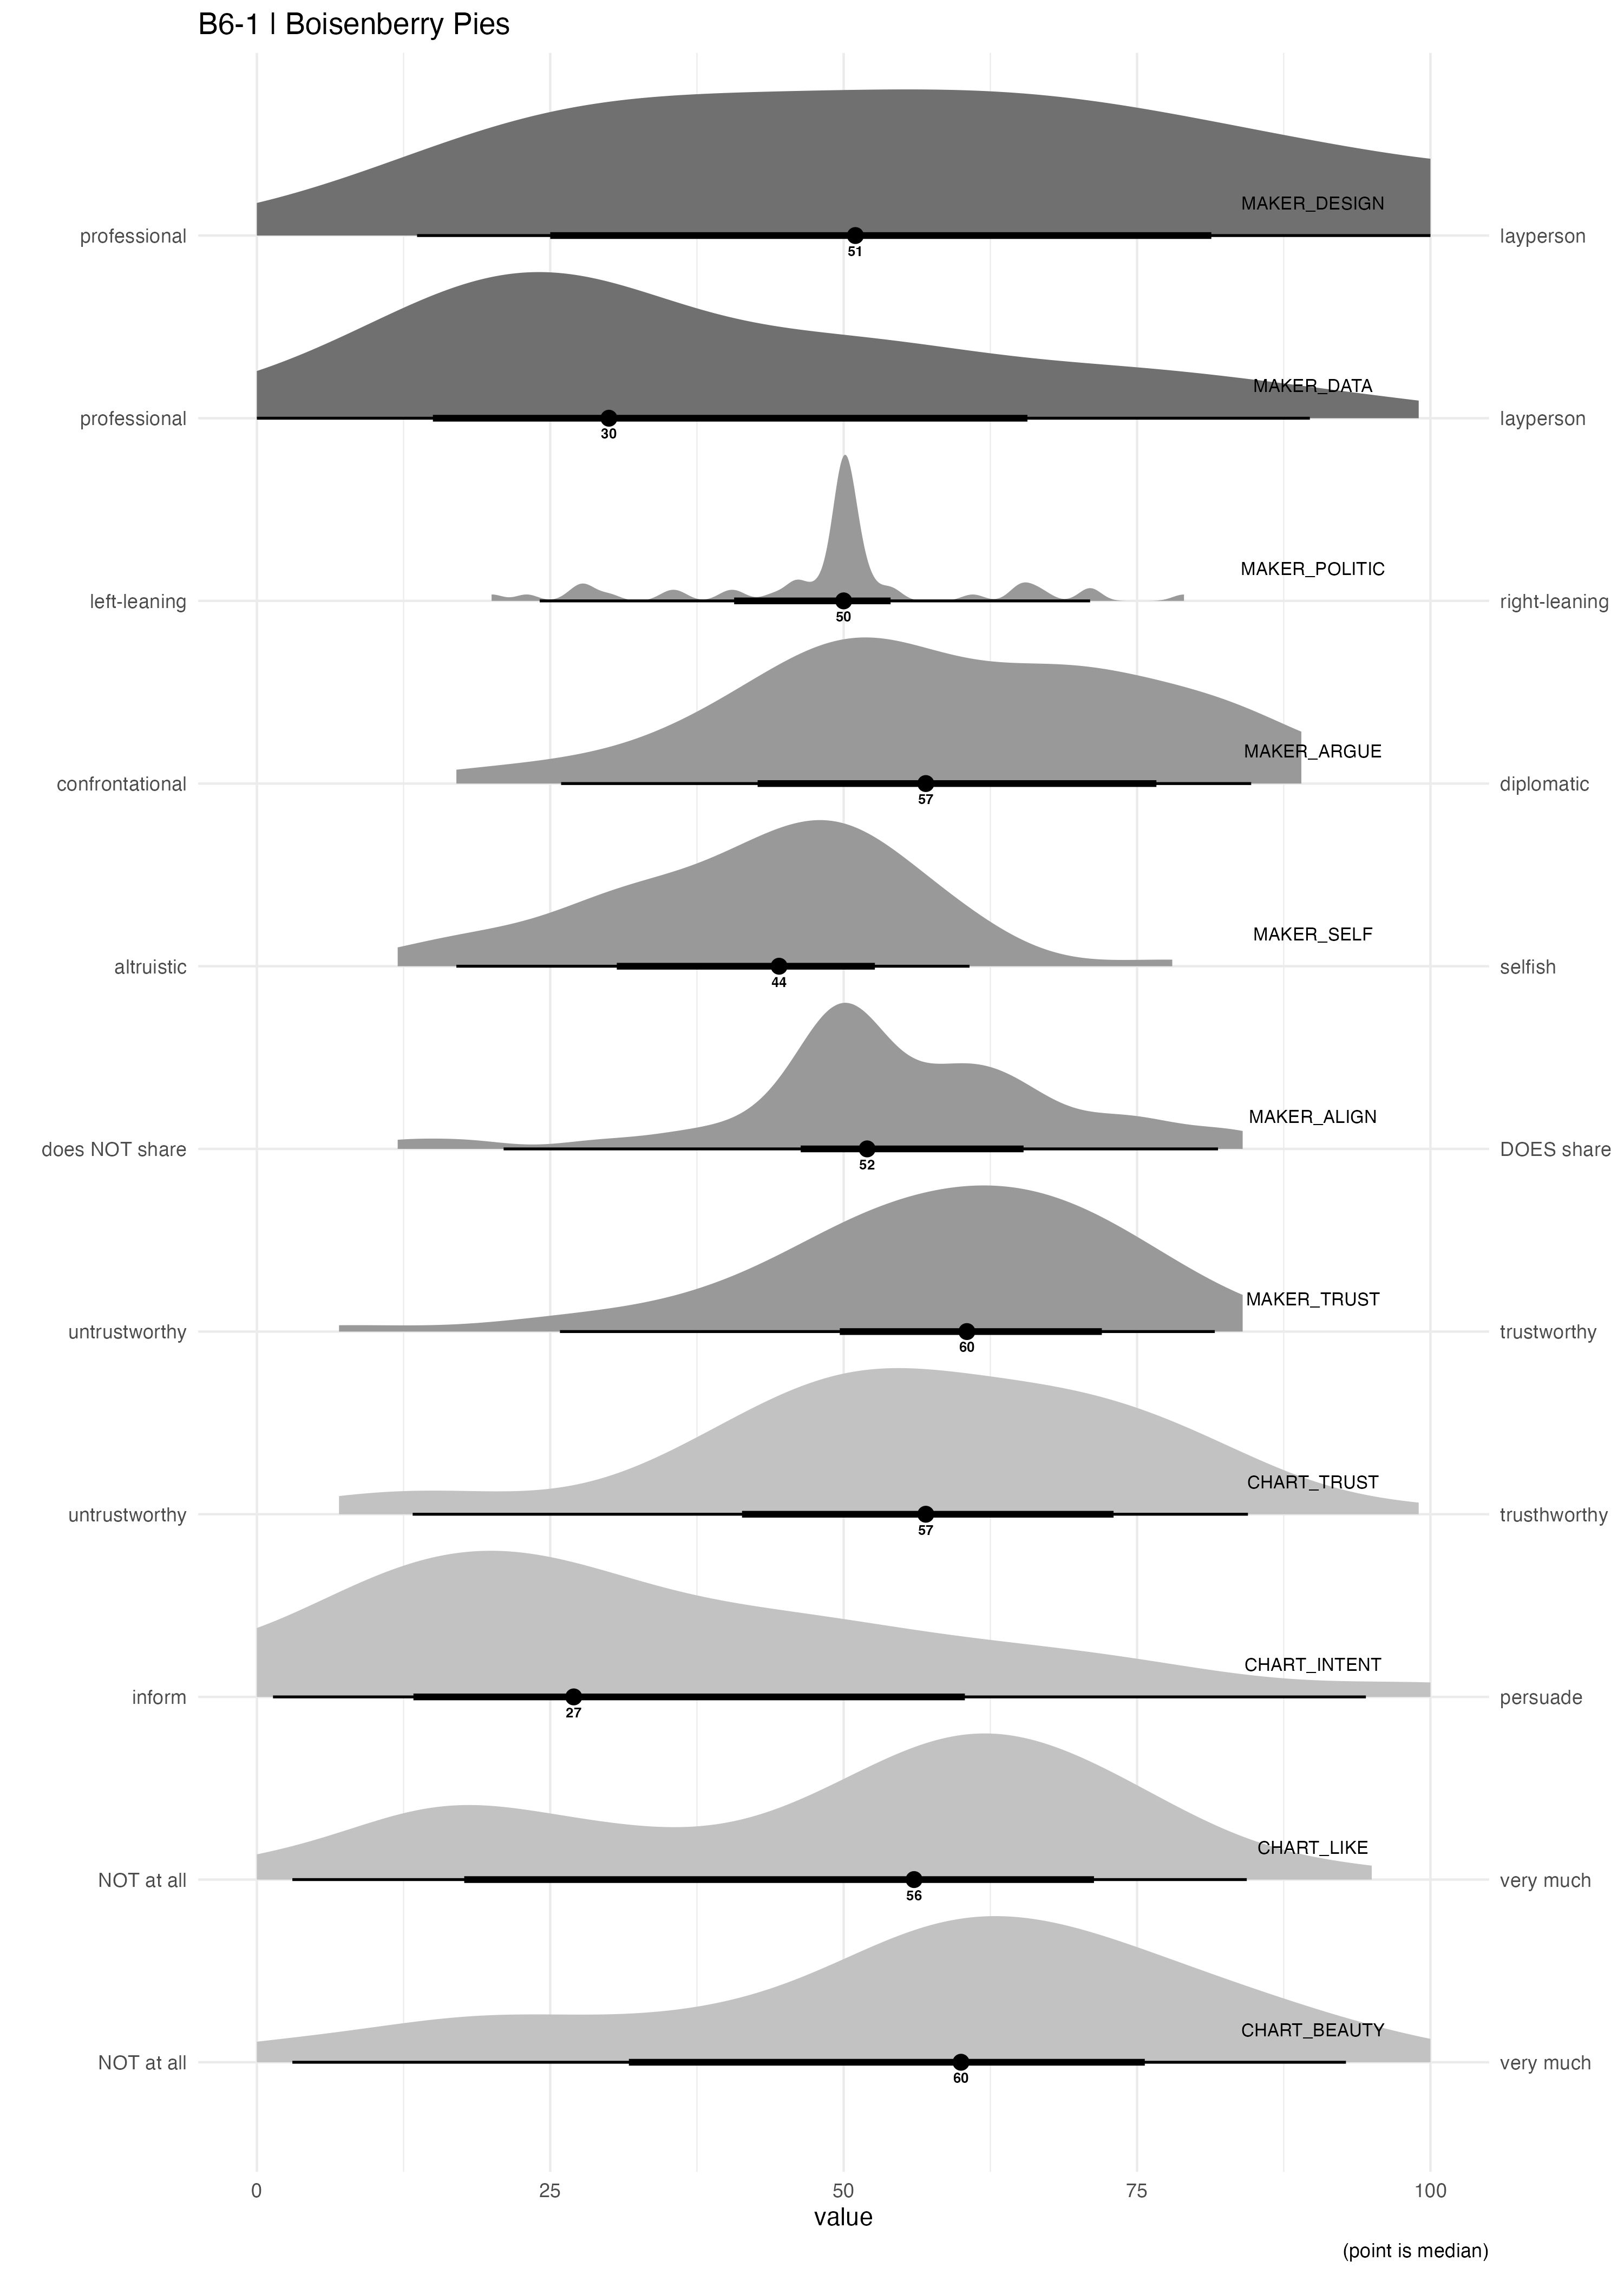 B6-1 | Boisenberry Pies
MAKER_DESIGN
professional
layperson
51
MAKER_DATA
professional
layperson
30
MAKER_POLITIC
left-leaning
right-leaning
50
MAKER_ARGUE
confrontational
diplomatic
57
MAKER_SELF
altruistic
selfish
44
MAKER_ALIGN
does NOT share
DOES share
52
MAKER_TRUST
untrustworthy
trustworthy
60
CHART_TRUST
untrustworthy
trusthworthy
57
CHART_INTENT
inform
persuade
27
CHART_LIKE
NOT at all
very much
56
CHART_BEAUTY
NOT at all
very much
60
0 25 50 75 100
value
(point is median)